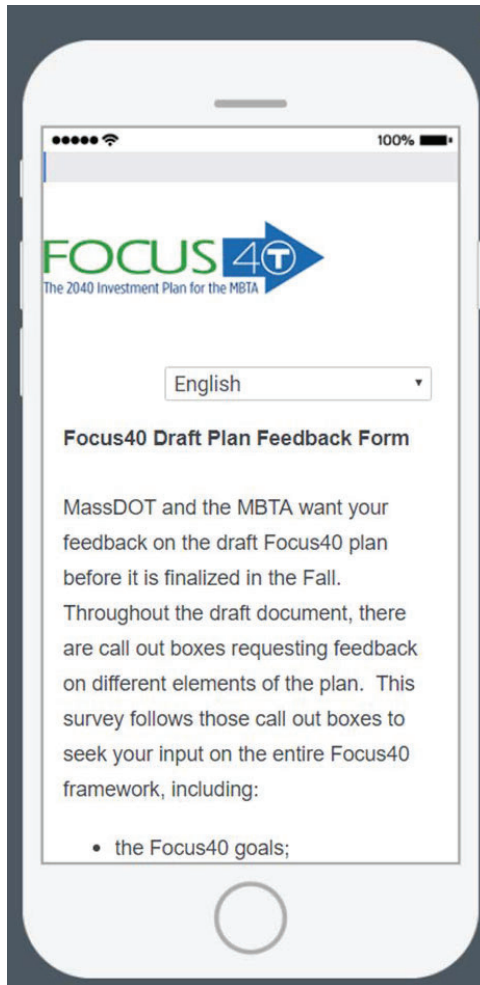 100%
FOCUS 40
T
The 2040 Investment Plan for the MBTA
English
Focus40 Draft Plan Feedback Form
MassDOT and the MBTA want your
feedback on the draft Focus40 plan
before it is finalized in the Fall.
Throughout the draft document, there
are call out boxes requesting feedback
on different elements of the plan.  This
survey follows those call out boxes to
seek your input on the entire Focus40
framework, including:
• the Focus40 goals;